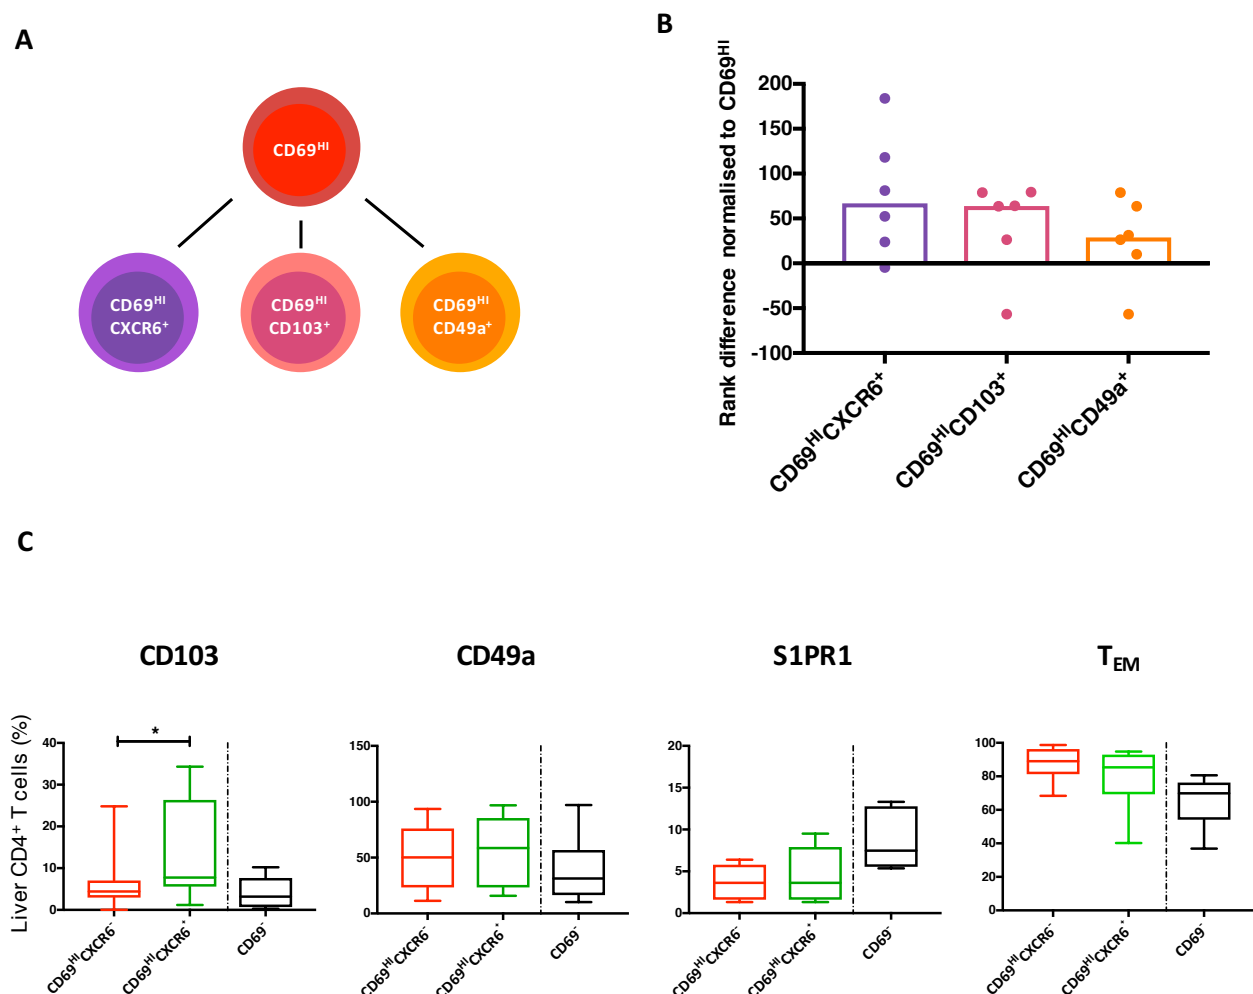 A
CD69ᴴᴵ
CD69ᴴᴵ
CXCR6⁺
CD69ᴴᴵ
CD103⁺
CD69ᴴᴵ
CD49a⁺
B
Rank difference normalised to CD69ᴴᴵ
200
150
100
50
0
-50
-100
CD69ᴴᴵCXCR6⁺
CD69ᴴᴵCD103⁺
CD69ᴴᴵCD49a⁺
C
CD103
Liver CD4⁺ T cells (%)
40
30
20
10
0
*
CD69ᴴᴵCXCR6⁻
CD69ᴴᴵCXCR6⁺
CD69⁻
CD49a
150
100
50
0
CD69ᴴᴵCXCR6⁻
CD69ᴴᴵCXCR6⁺
CD69⁻
S1PR1
20
15
10
5
0
CD69ᴴᴵCXCR6⁻
CD69ᴴᴵCXCR6⁺
CD69⁻
T_EM
100
80
60
40
20
0
CD69ᴴᴵCXCR6⁻
CD69ᴴᴵCXCR6⁺
CD69⁻